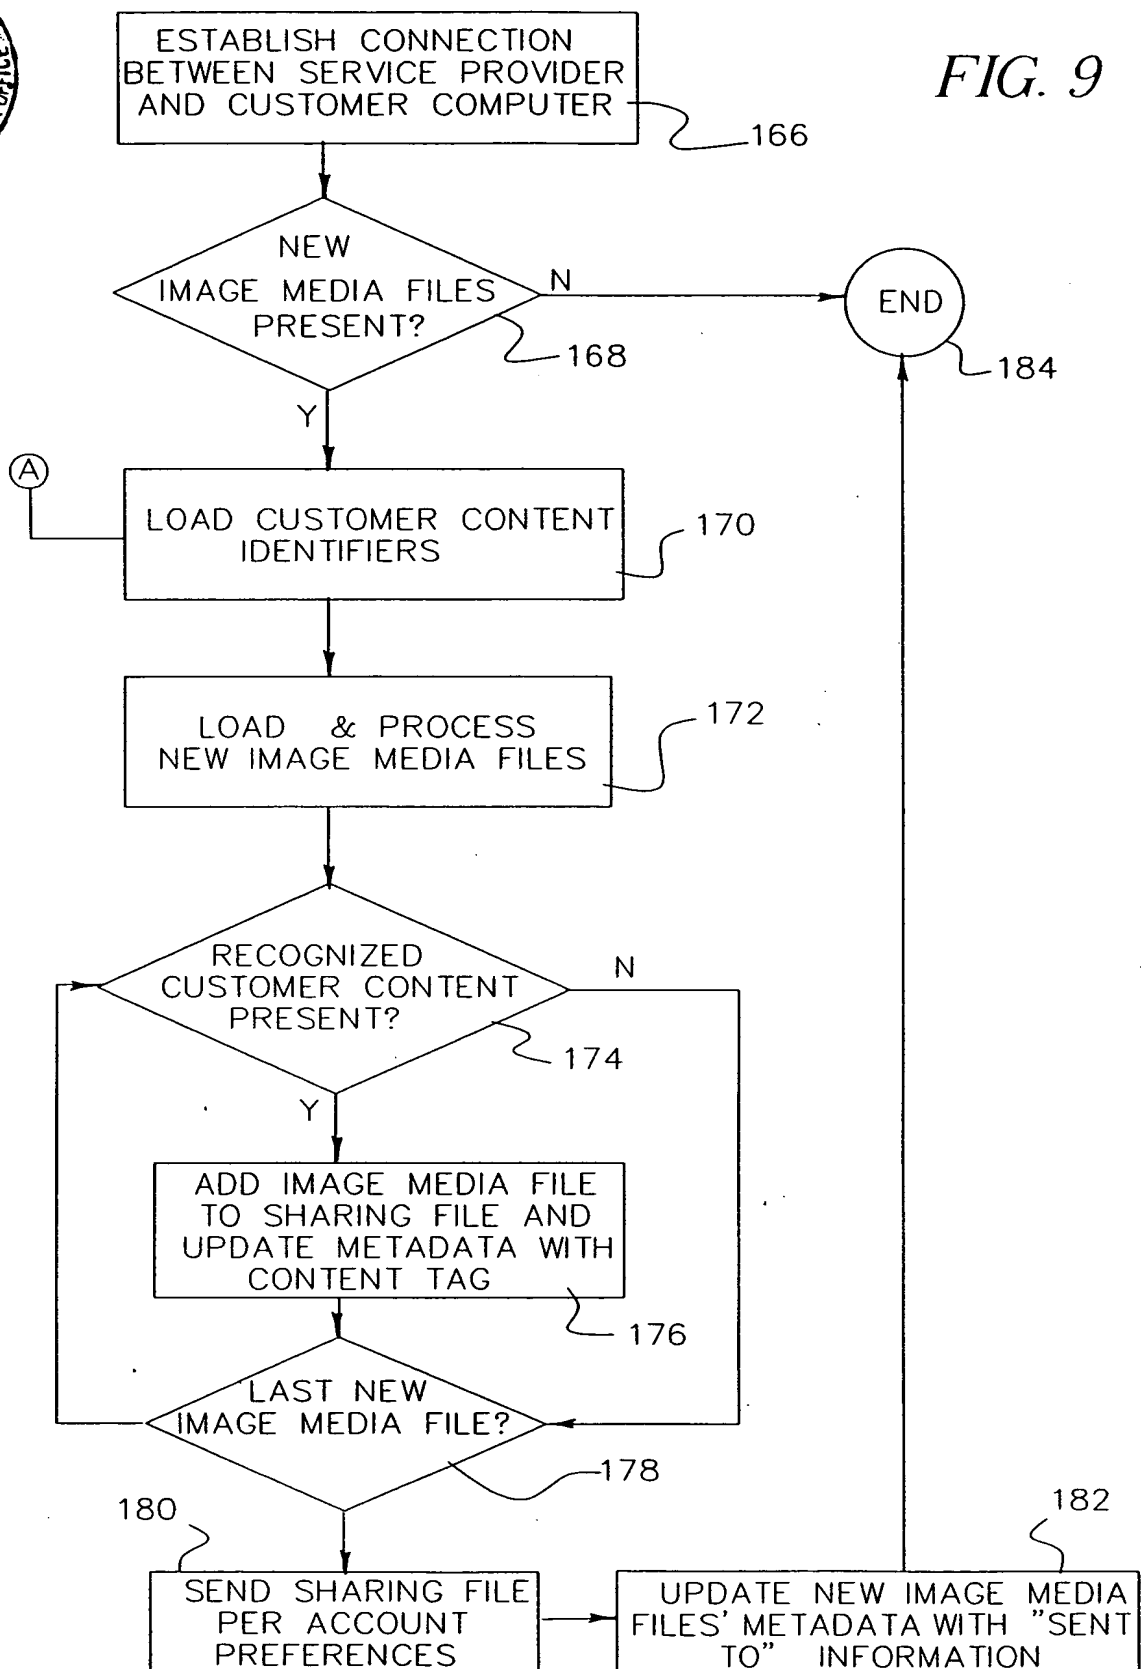 OFFICE
FIG. 9
ESTABLISH CONNECTION
BETWEEN SERVICE PROVIDER
AND CUSTOMER COMPUTER
166
NEW
IMAGE MEDIA FILES
PRESENT?
N
168
END
184
Y
A
LOAD CUSTOMER CONTENT
IDENTIFIERS
170
LOAD & PROCESS
NEW IMAGE MEDIA FILES
172
RECOGNIZED
CUSTOMER CONTENT
PRESENT?
N
174
Y
ADD IMAGE MEDIA FILE
TO SHARING FILE AND
UPDATE METADATA WITH
CONTENT TAG
176
LAST NEW
IMAGE MEDIA FILE?
178
180
SEND SHARING FILE
PER ACCOUNT
PREFERENCES
182
UPDATE NEW IMAGE MEDIA
FILES' METADATA WITH "SENT
TO" INFORMATION